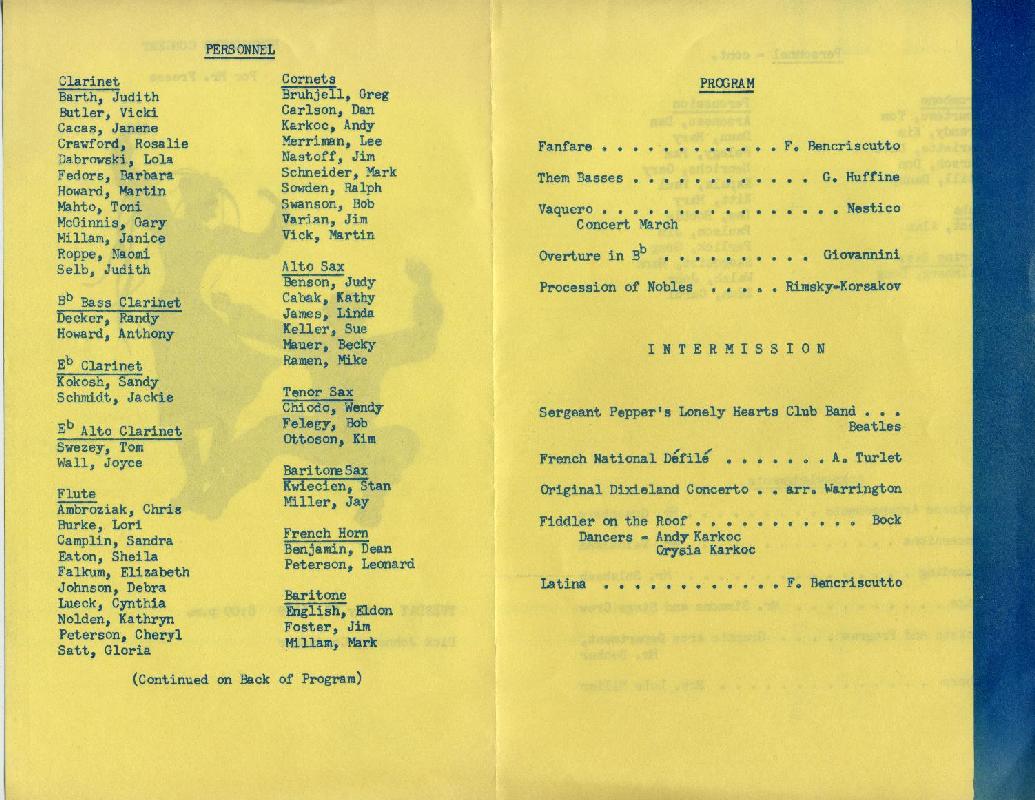 PERSONNEL
Clarinet
Barth, Judith
Butler, Vicki
Cacas, Janene
Crawford, Rosalie
Dabrowski, Lola
Fedors, Barbara
Howard, Martin
Mahto, Toni
McGinnis, Gary
Millam, Janice
Roppe, Naomi
Selb, Judith
Bb Bass Clarinet
Decker, Randy
Howard, Anthony
Eb Clarinet
Kokosh, Sandy
Schmidt, Jackie
Eb Alto Clarinet
Swezey, Tom
Wall, Joyce
Flute
Ambroziak, Chris
Burke, Lori
Camplin, Sandra
Eaton, Sheila
Falkum, Elizabeth
Johnson, Debra
Lueck, Cynthia
Nolden, Kathryn
Peterson, Cheryl
Satt, Gloria
Cornets
Bruhjell, Greg
Carlson, Dan
Karkoc, Andy
Merriman, Lee
Nastoff, Jim
Schneider, Mark
Sowden, Ralph
Swanson, Bob
Varian, Jim
Vick, Martin
Alto Sax
Benson, Judy
Cabak, Kathy
James, Linda
Keller, Sue
Mauer, Becky
Ramen, Mike
Tenor Sax
Chiodo, Wendy
Felegy, Bob
Ottoson, Kim
Baritone Sax
Kwiecien, Stan
Miller, Jay
French Horn
Benjamin, Dean
Peterson, Leonard
Baritone
English, Eldon
Foster, Jim
Millam, Mark
(Continued on Back of Program)
PROGRAM
Fanfare . . . . . . . . . . . . F. Bencriscutto
Them Basses . . . . . . . . . . . . G. Huffine
Vaquero . . . . . . . . . . . . . . . . Nestico
Concert March
Overture in Bb . . . . . . . . . . Giovannini
Procession of Nobles . . . . . Rimsky-Korsakov
INTERMISSION
Sergeant Pepper's Lonely Hearts Club Band . . .
Beatles
French National Défilé . . . . . . . A. Turlet
Original Dixieland Concerto . . arr. Warrington
Fiddler on the Roof . . . . . . . . . . . Bock
Dancers - Andy Karkoc
Orysia Karkoc
Latina . . . . . . . . . . . . F. Bencriscutto